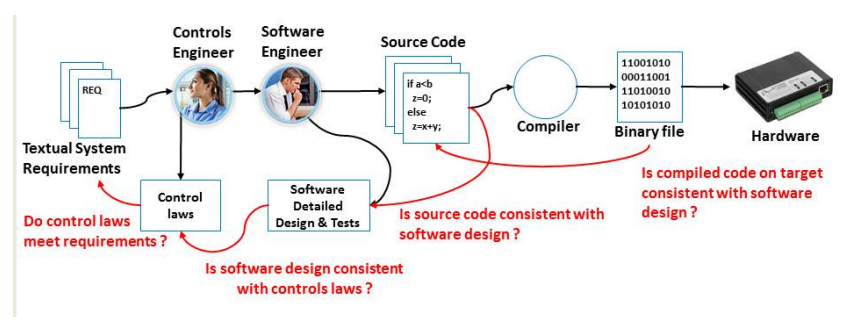 Controls
Engineer
Software
Engineer
Source Code
REQ
if a<b
z=0;
else
z=x+y;
11001010
00011001
11010010
10101010
Compiler
Binary file
Hardware
Textual System
Requirements
Control
laws
Software
Detailed
Design & Tests
Is compiled code on target
consistent with software
design ?
Do control laws
meet requirements ?
Is source code consistent with
software design ?
Is software design consistent
with controls laws ?